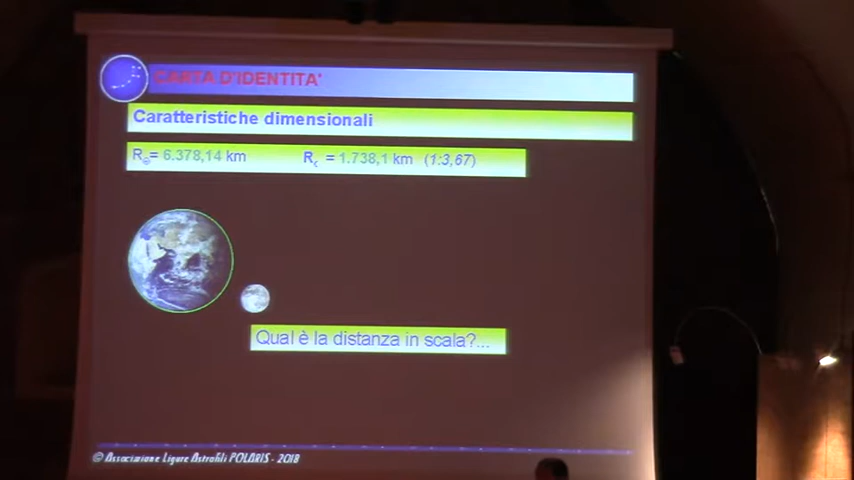 CARTA D'IDENTITA'
Caratteristiche dimensionali
R⊕= 6.378,14 km R☾ = 1.738,1 km (1:3,67)
Qual è la distanza in scala?...
© Associazione Ligure Astrofili POLARIS - 2018